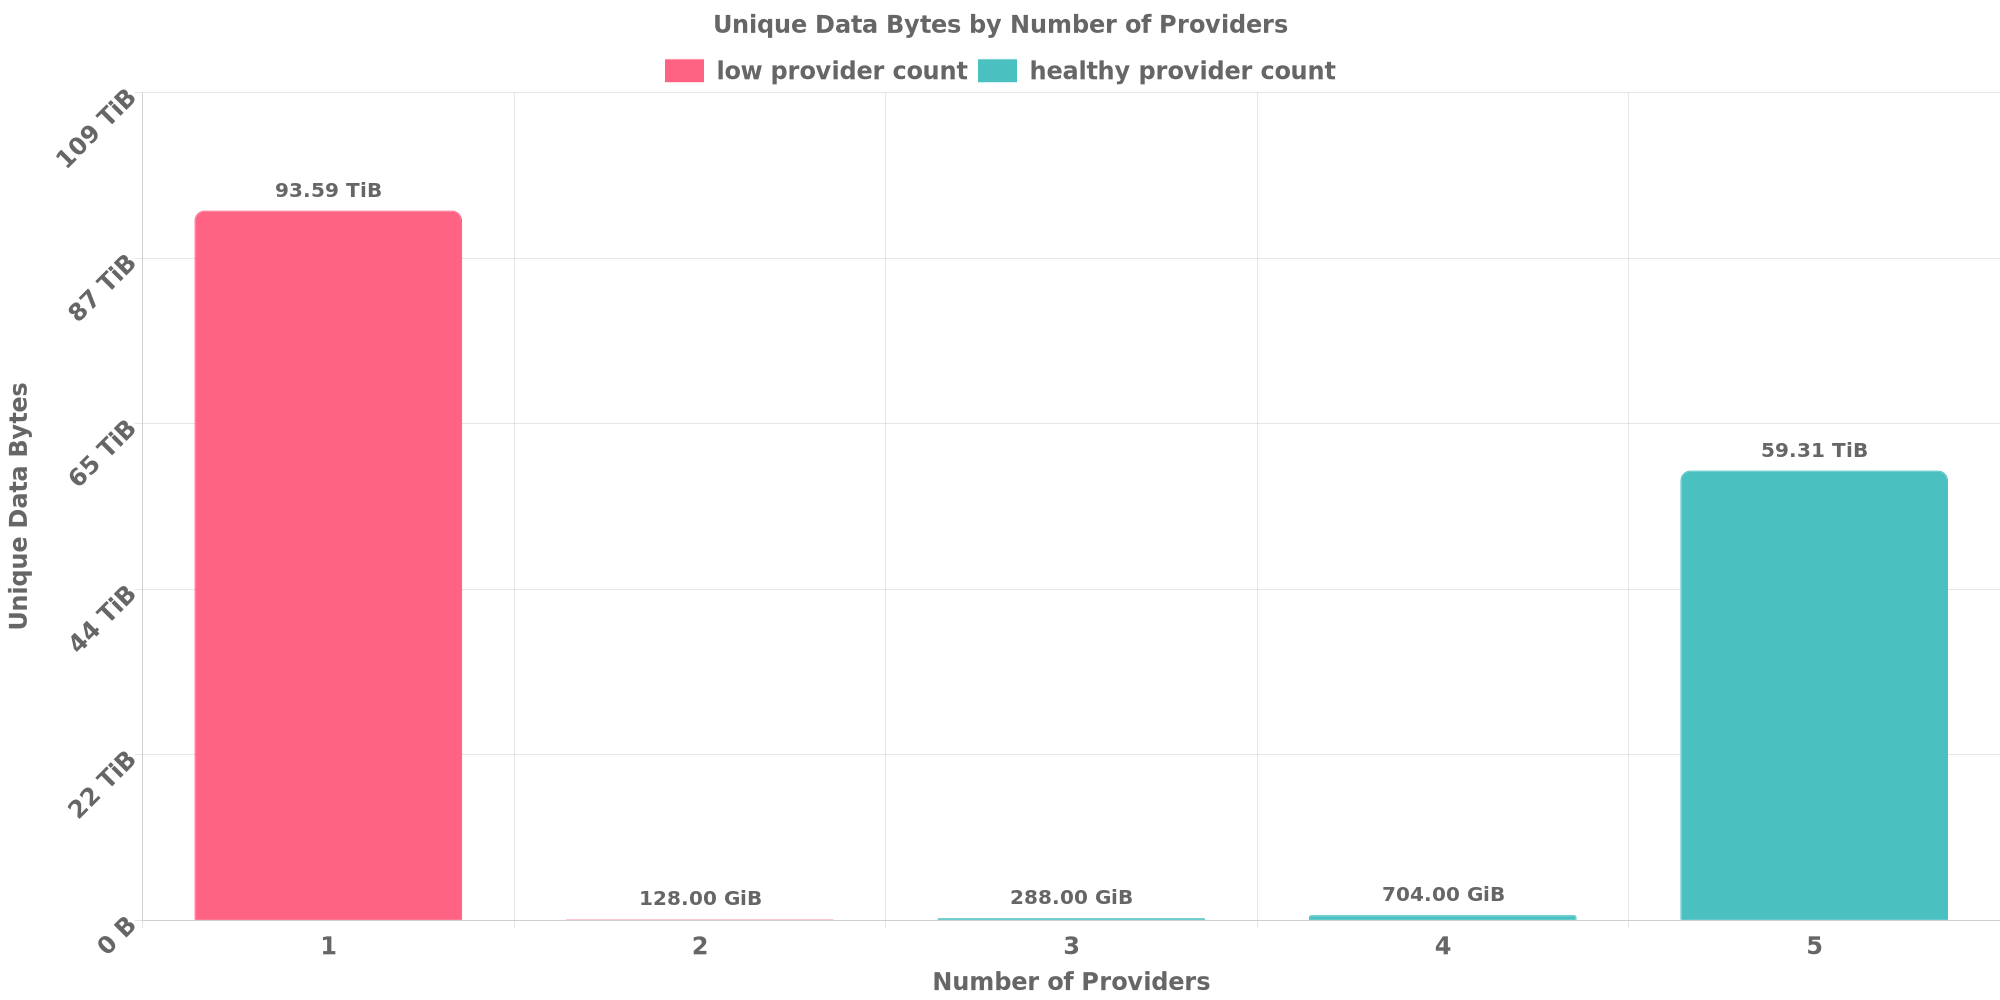 Unique Data Bytes by Number of Providers
low provider count healthy provider count
109 TiB
87 TiB
65 TiB
44 TiB
22 TiB
0 B
Unique Data Bytes
93.59 TiB
128.00 GiB
288.00 GiB
704.00 GiB
59.31 TiB
1 2 3 4 5
Number of Providers